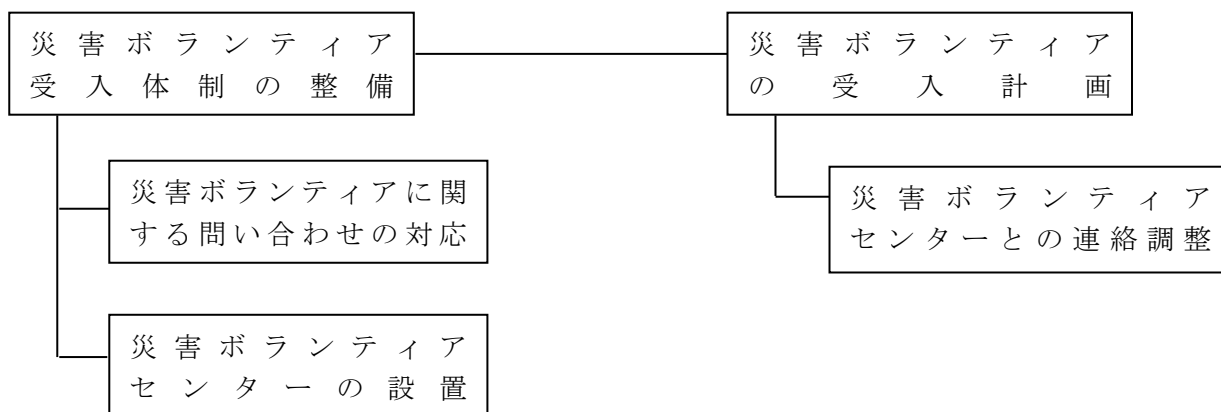 災害ボランティア
受入体制の整備
災害ボランティア
の受入計画
災害ボランティアに関
する問い合わせの対応
災害ボランティア
センターとの連絡調整
災害ボランティア
センターの設置